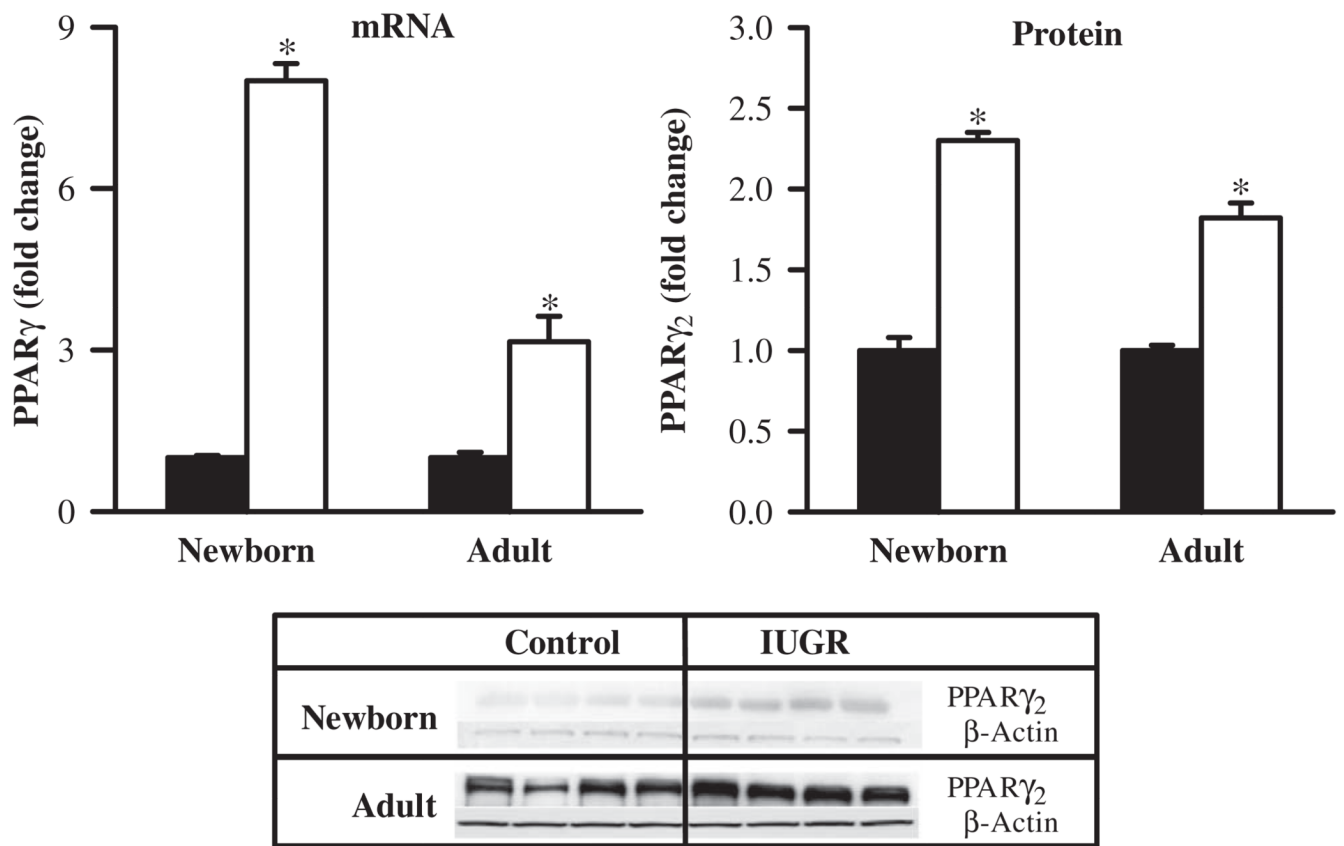 mRNA
PPARγ (fold change)
9
6
3
0
*
*
Newborn Adult
Protein
PPARγ₂ (fold change)
3.0
2.5
2.0
1.5
1.0
0.5
0.0
*
*
Newborn Adult
Control IUGR
Newborn
PPARγ₂
β-Actin
Adult
PPARγ₂
β-Actin